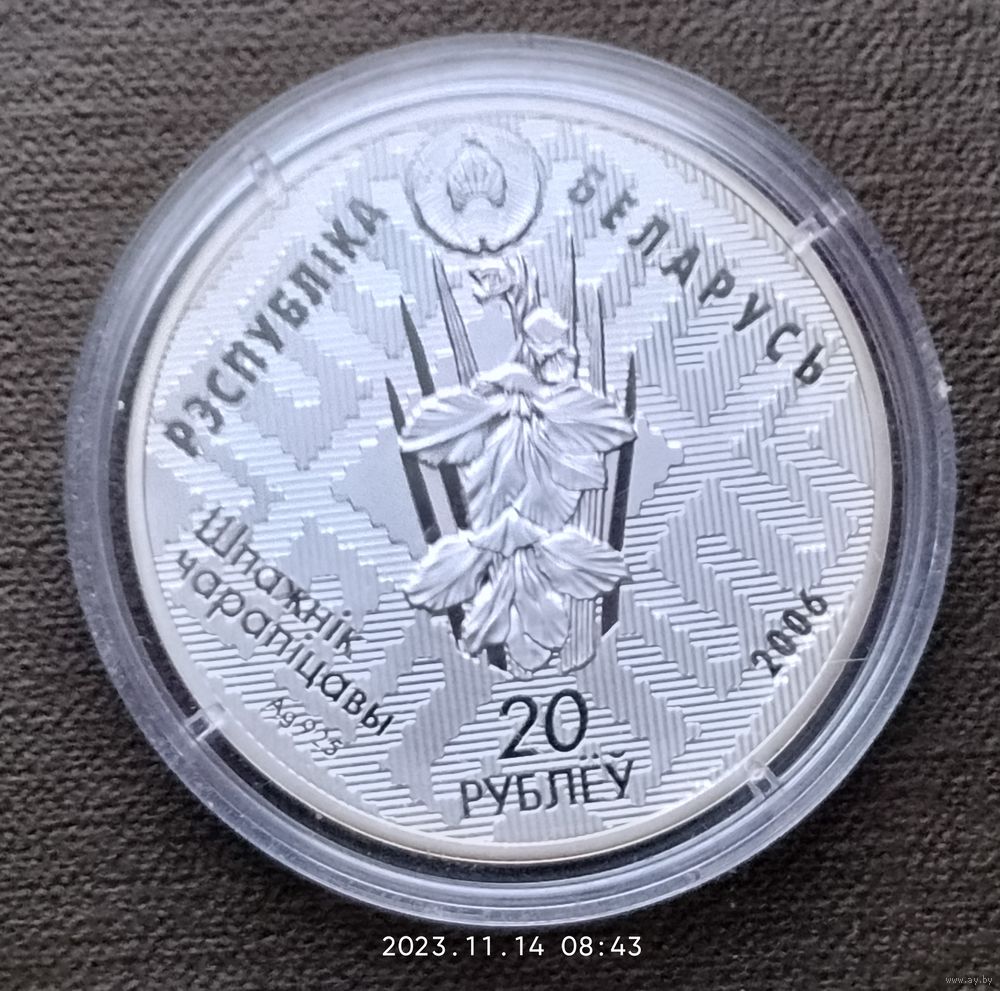 РЭСПУБЛІКА БЕЛАРУСЬ
Шпажнік
чарапіцавы
Ag 925
2006
20
РУБЛЁЎ
2023.11.14 08:43
www.ay.by